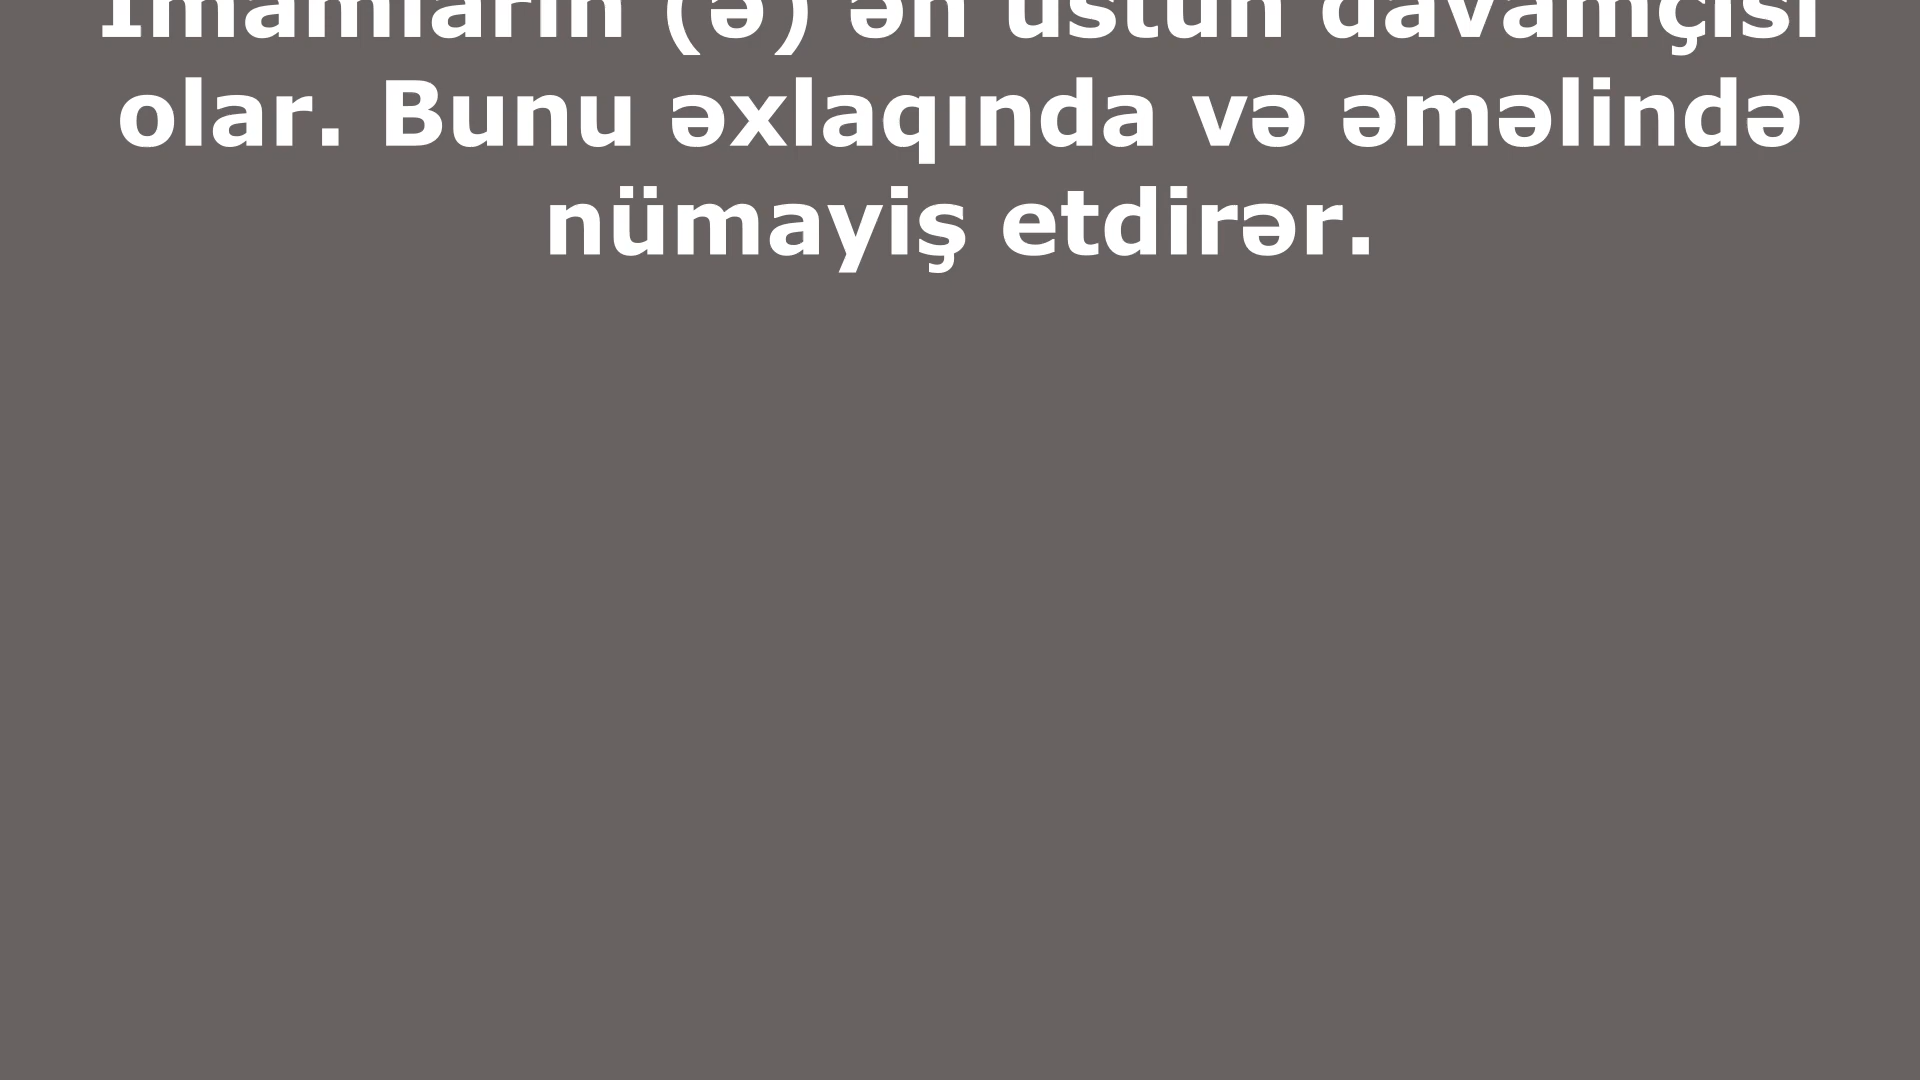 İmamların (ə) ən üstün davamçısı
olar. Bunu əxlaqında və əməlində
nümayiş etdirər.